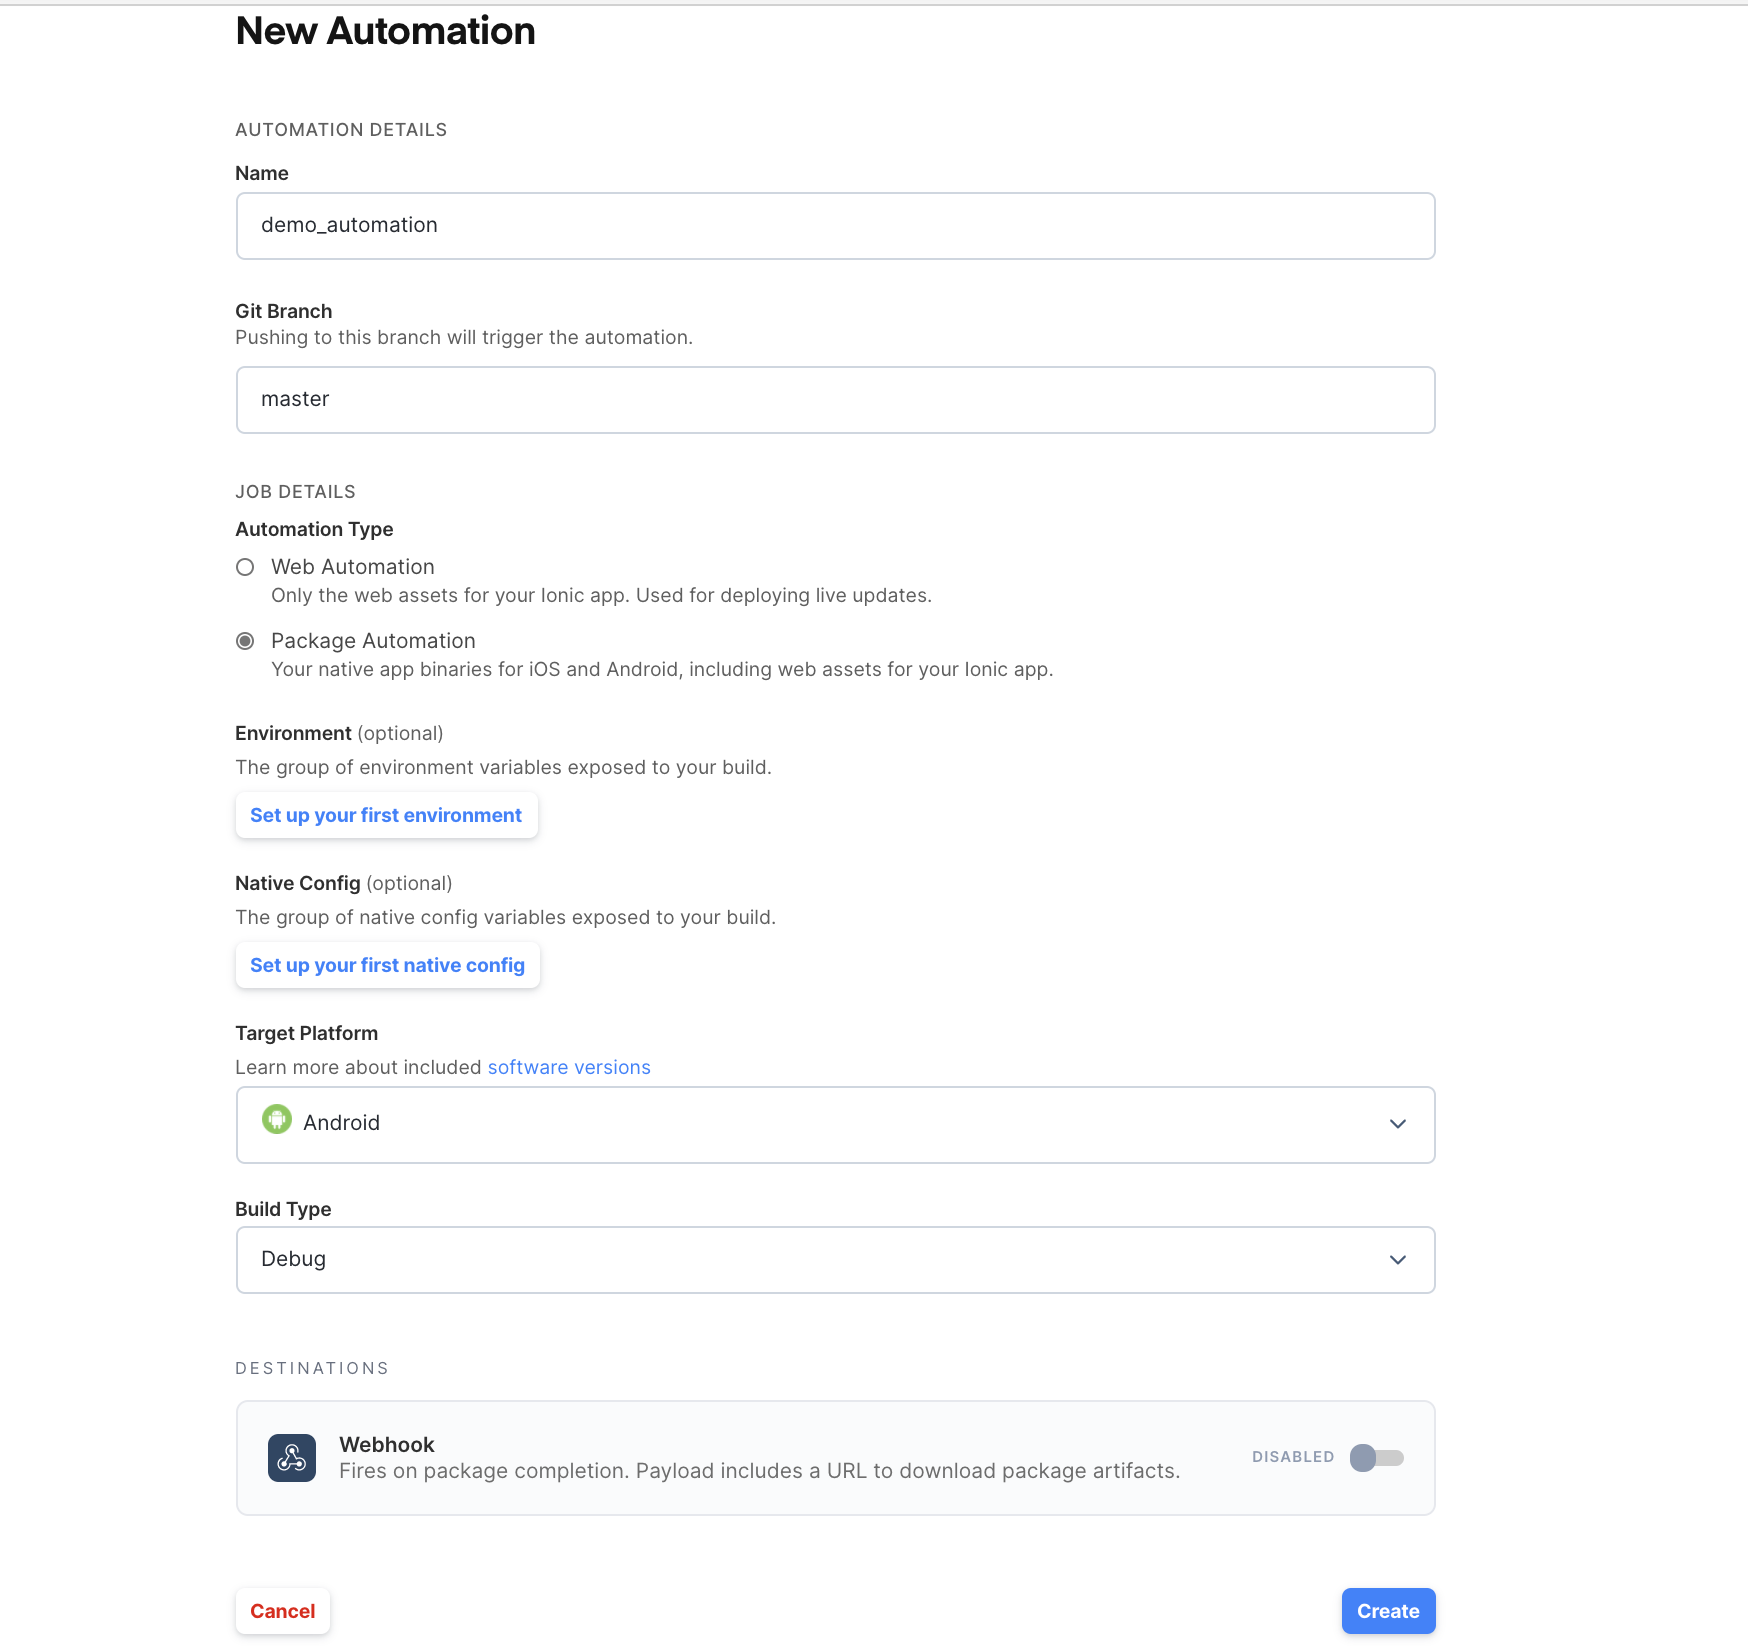 New Automation
AUTOMATION DETAILS
Name
demo_automation
Git Branch
Pushing to this branch will trigger the automation.
master
JOB DETAILS
Automation Type
Web Automation
Only the web assets for your Ionic app. Used for deploying live updates.
Package Automation
Your native app binaries for iOS and Android, including web assets for your Ionic app.
Environment (optional)
The group of environment variables exposed to your build.
Set up your first environment
Native Config (optional)
The group of native config variables exposed to your build.
Set up your first native config
Target Platform
Learn more about included software versions
Android
Build Type
Debug
DESTINATIONS
Webhook
Fires on package completion. Payload includes a URL to download package artifacts.
DISABLED
Cancel
Create